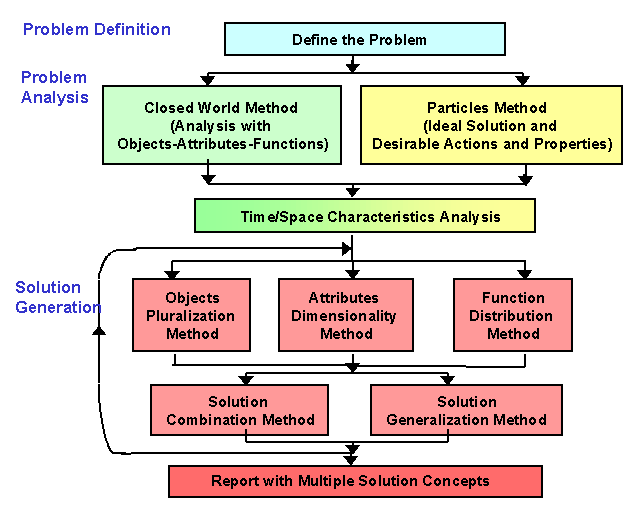 Problem Definition
Define the Problem
Problem
Analysis
Closed World Method
(Analysis with
Objects-Attributes-Functions)
Particles Method
(Ideal Solution and
Desirable Actions and Properties)
Time/Space Characteristics Analysis
Solution
Generation
Objects
Pluralization
Method
Attributes
Dimensionality
Method
Function
Distribution
Method
Solution
Combination Method
Solution
Generalization Method
Report with Multiple Solution Concepts